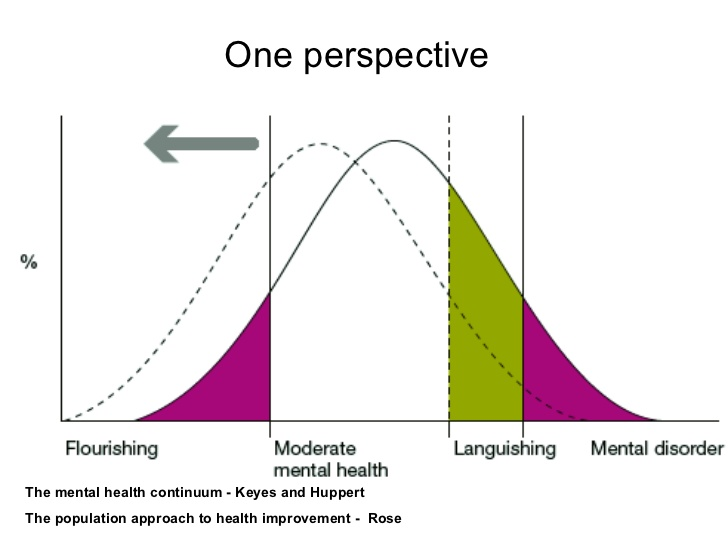 One perspective
%
Flourishing
Moderate
mental health
Languishing
Mental disorder
The mental health continuum - Keyes and Huppert
The population approach to health improvement - Rose